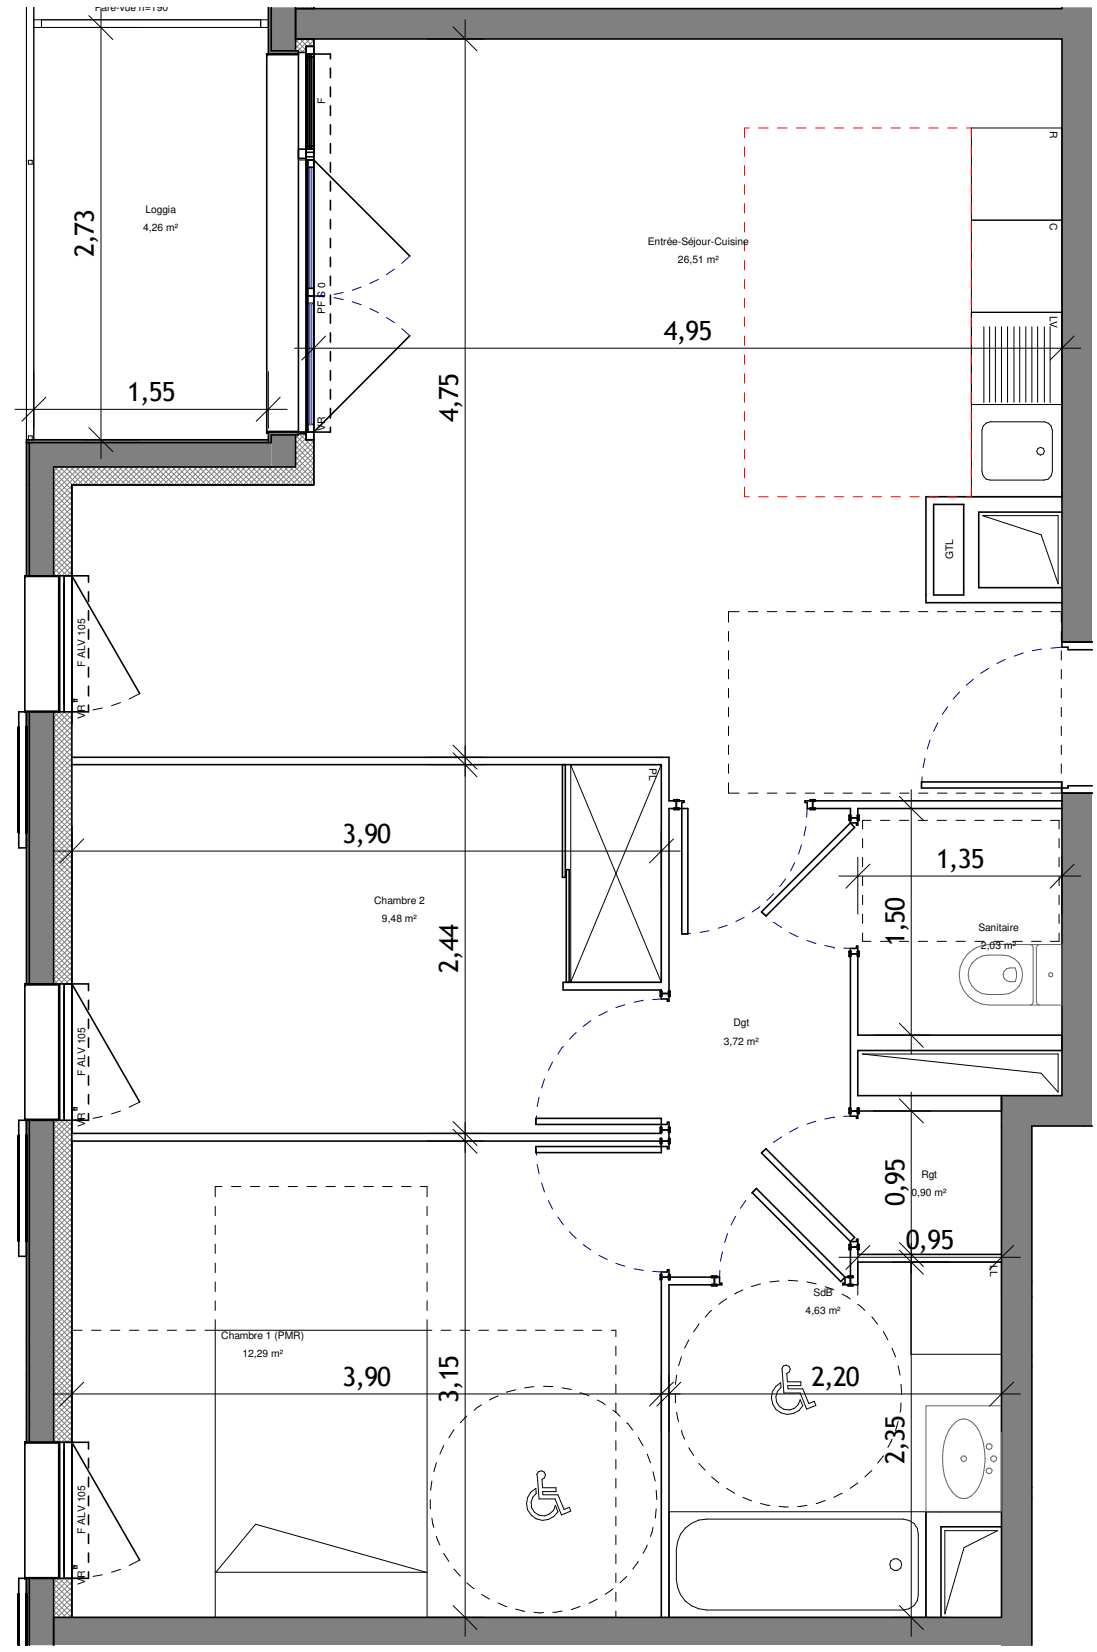 Pare-vue h=190
F
R
Loggia
4,26 m²
2,73
C
Entrée-Séjour-Cuisine
26,51 m²
PF S 0
LV
4,95
1,55
4,75
VR
GTL
F ALV 105
VR
PL
3,90
1,35
Chambre 2
9,48 m²
2,44
1,50
Sanitaire
2,03 m²
Dgt
3,72 m²
F ALV 105
VR
Rgt
0,90 m²
0,95
0,95
LL
SdB
4,63 m²
Chambre 1 (PMR)
12,29 m²
3,90
3,15
2,20
2,35
F ALV 105
VR